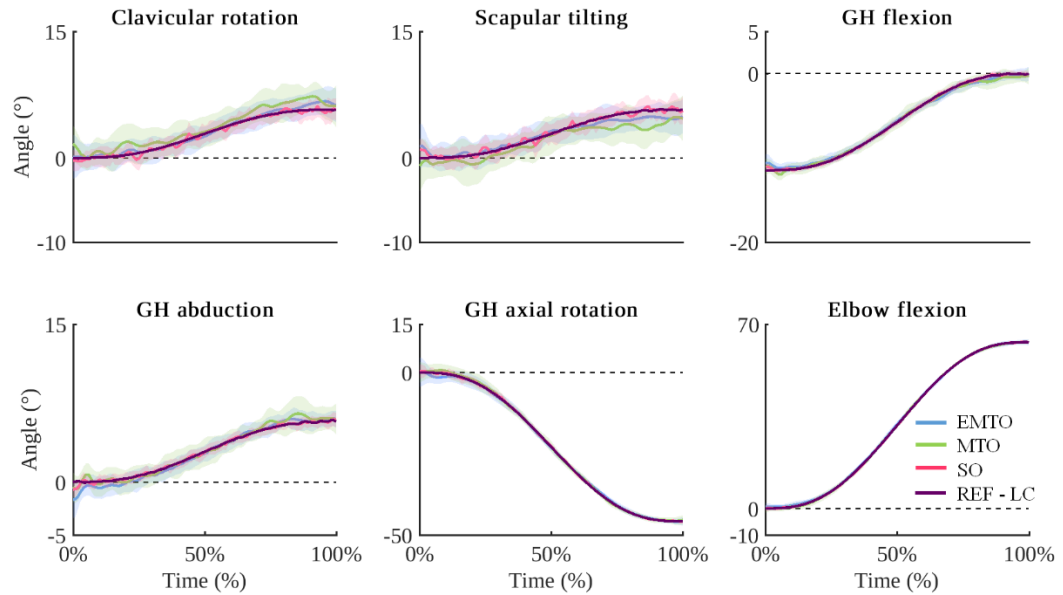 Clavicular rotation
Scapular tilting
GH flexion
15
15
5
0
0
0
-10
-10
-20
Angle (°)
GH abduction
GH axial rotation
Elbow flexion
15
15
70
0
0
0
-5
-50
-10
Angle (°)
EMTO
MTO
SO
REF - LC
0% 50% 100%
0% 50% 100%
0% 50% 100%
Time (%)
Time (%)
Time (%)